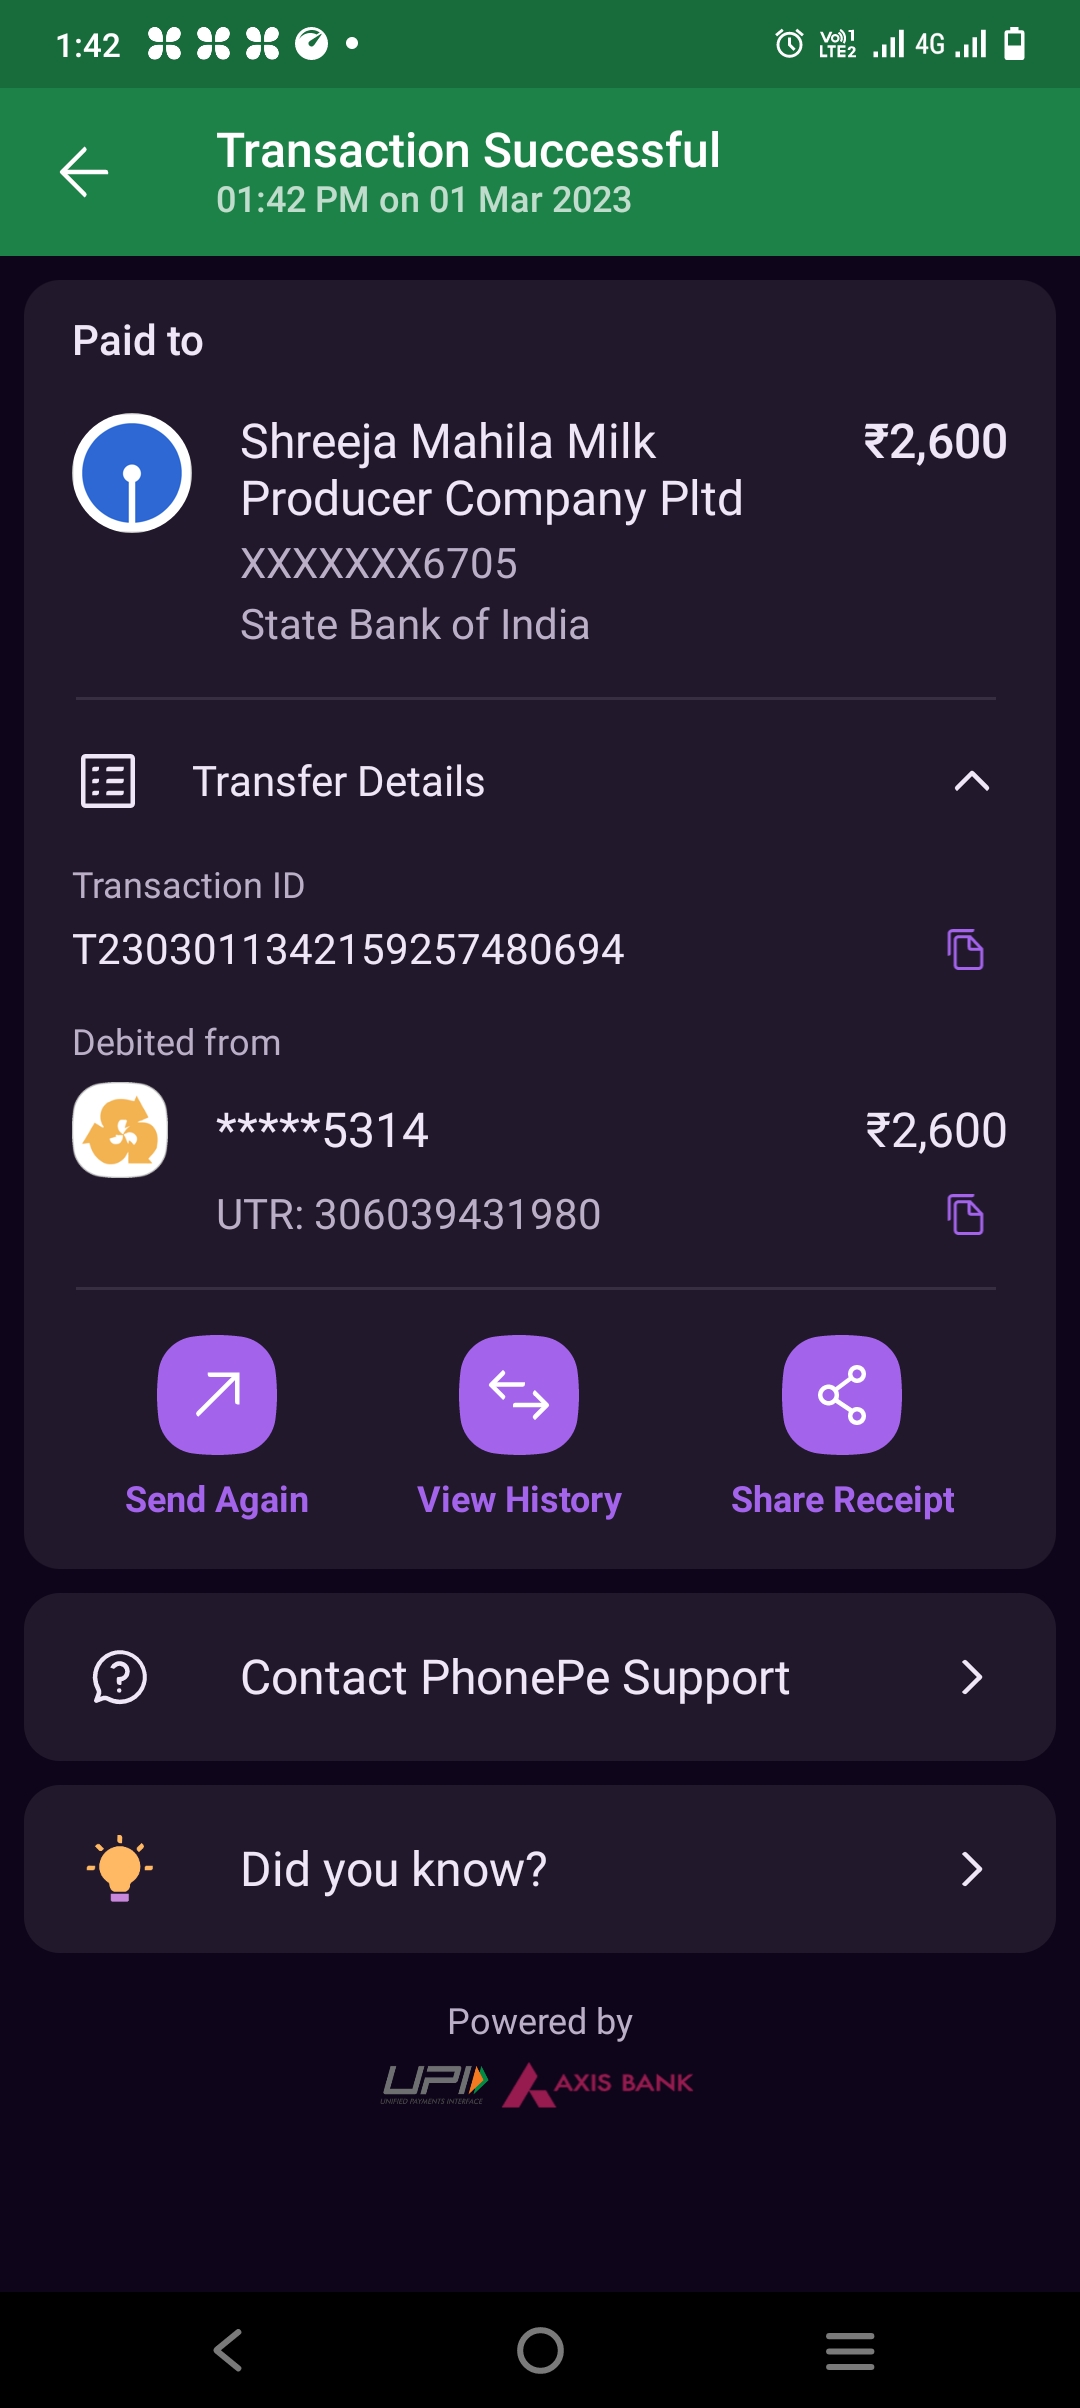 1:42
Vo))1
LTE2
4G
Transaction Successful
01:42 PM on 01 Mar 2023
Paid to
Shreeja Mahila Milk
₹2,600
Producer Company Pltd
XXXXXXX6705
State Bank of India
Transfer Details
Transaction ID
T2303011342159257480694
Debited from
*****5314
₹2,600
UTR: 306039431980
Send Again
View History
Share Receipt
Contact PhonePe Support
Did you know?
Powered by
UPI
UNIFIED PAYMENTS INTERFACE
AXIS BANK